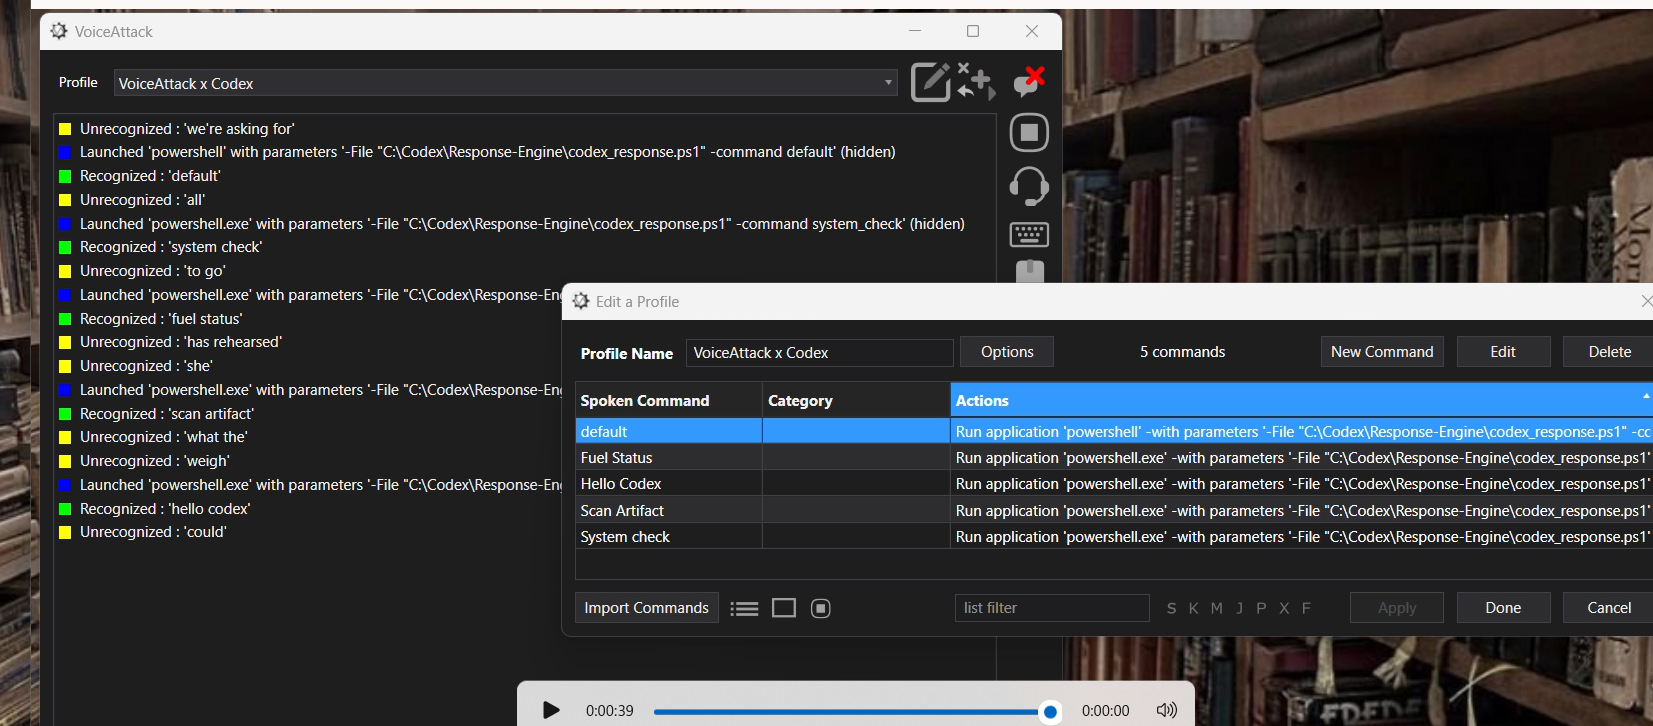 VoiceAttack
Profile
VoiceAttack x Codex
Unrecognized : 'we're asking for'
Launched 'powershell' with parameters '-File "C:\Codex\Response-Engine\codex_response.ps1" -command default' (hidden)
Recognized : 'default'
Unrecognized : 'all'
Launched 'powershell.exe' with parameters '-File "C:\Codex\Response-Engine\codex_response.ps1" -command system_check' (hidden)
Recognized : 'system check'
Unrecognized : 'to go'
Launched 'powershell.exe' with parameters '-File "C:\Codex\Response-En
Recognized : 'fuel status'
Unrecognized : 'has rehearsed'
Unrecognized : 'she'
Launched 'powershell.exe' with parameters '-File "C:\Codex\Response-En
Recognized : 'scan artifact'
Unrecognized : 'what the'
Unrecognized : 'weigh'
Launched 'powershell.exe' with parameters '-File "C:\Codex\Response-En
Recognized : 'hello codex'
Unrecognized : 'could'
Edit a Profile
Profile Name
VoiceAttack x Codex
Options
5 commands
New Command
Edit
Delete
Spoken Command Category Actions
default Run application 'powershell' -with parameters '-File "C:\Codex\Response-Engine\codex_response.ps1" -cc
Fuel Status Run application 'powershell.exe' -with parameters '-File "C:\Codex\Response-Engine\codex_response.ps1'
Hello Codex Run application 'powershell.exe' -with parameters '-File "C:\Codex\Response-Engine\codex_response.ps1'
Scan Artifact Run application 'powershell.exe' -with parameters '-File "C:\Codex\Response-Engine\codex_response.ps1'
System check Run application 'powershell.exe' -with parameters '-File "C:\Codex\Response-Engine\codex_response.ps1'
Import Commands
list filter
S K M J P X F
Apply
Done
Cancel
0:00:39
0:00:00